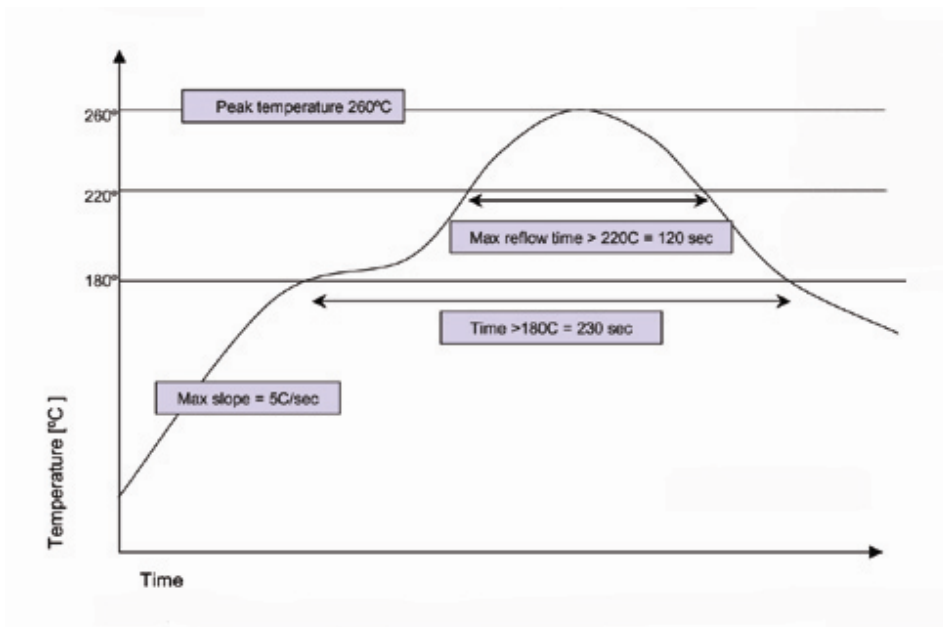 Peak temperature 260ºC
260º
220º
Max reflow time > 220C = 120 sec
180º
Time >180C = 230 sec
Max slope = 5C/sec
Temperature [ºC ]
Time